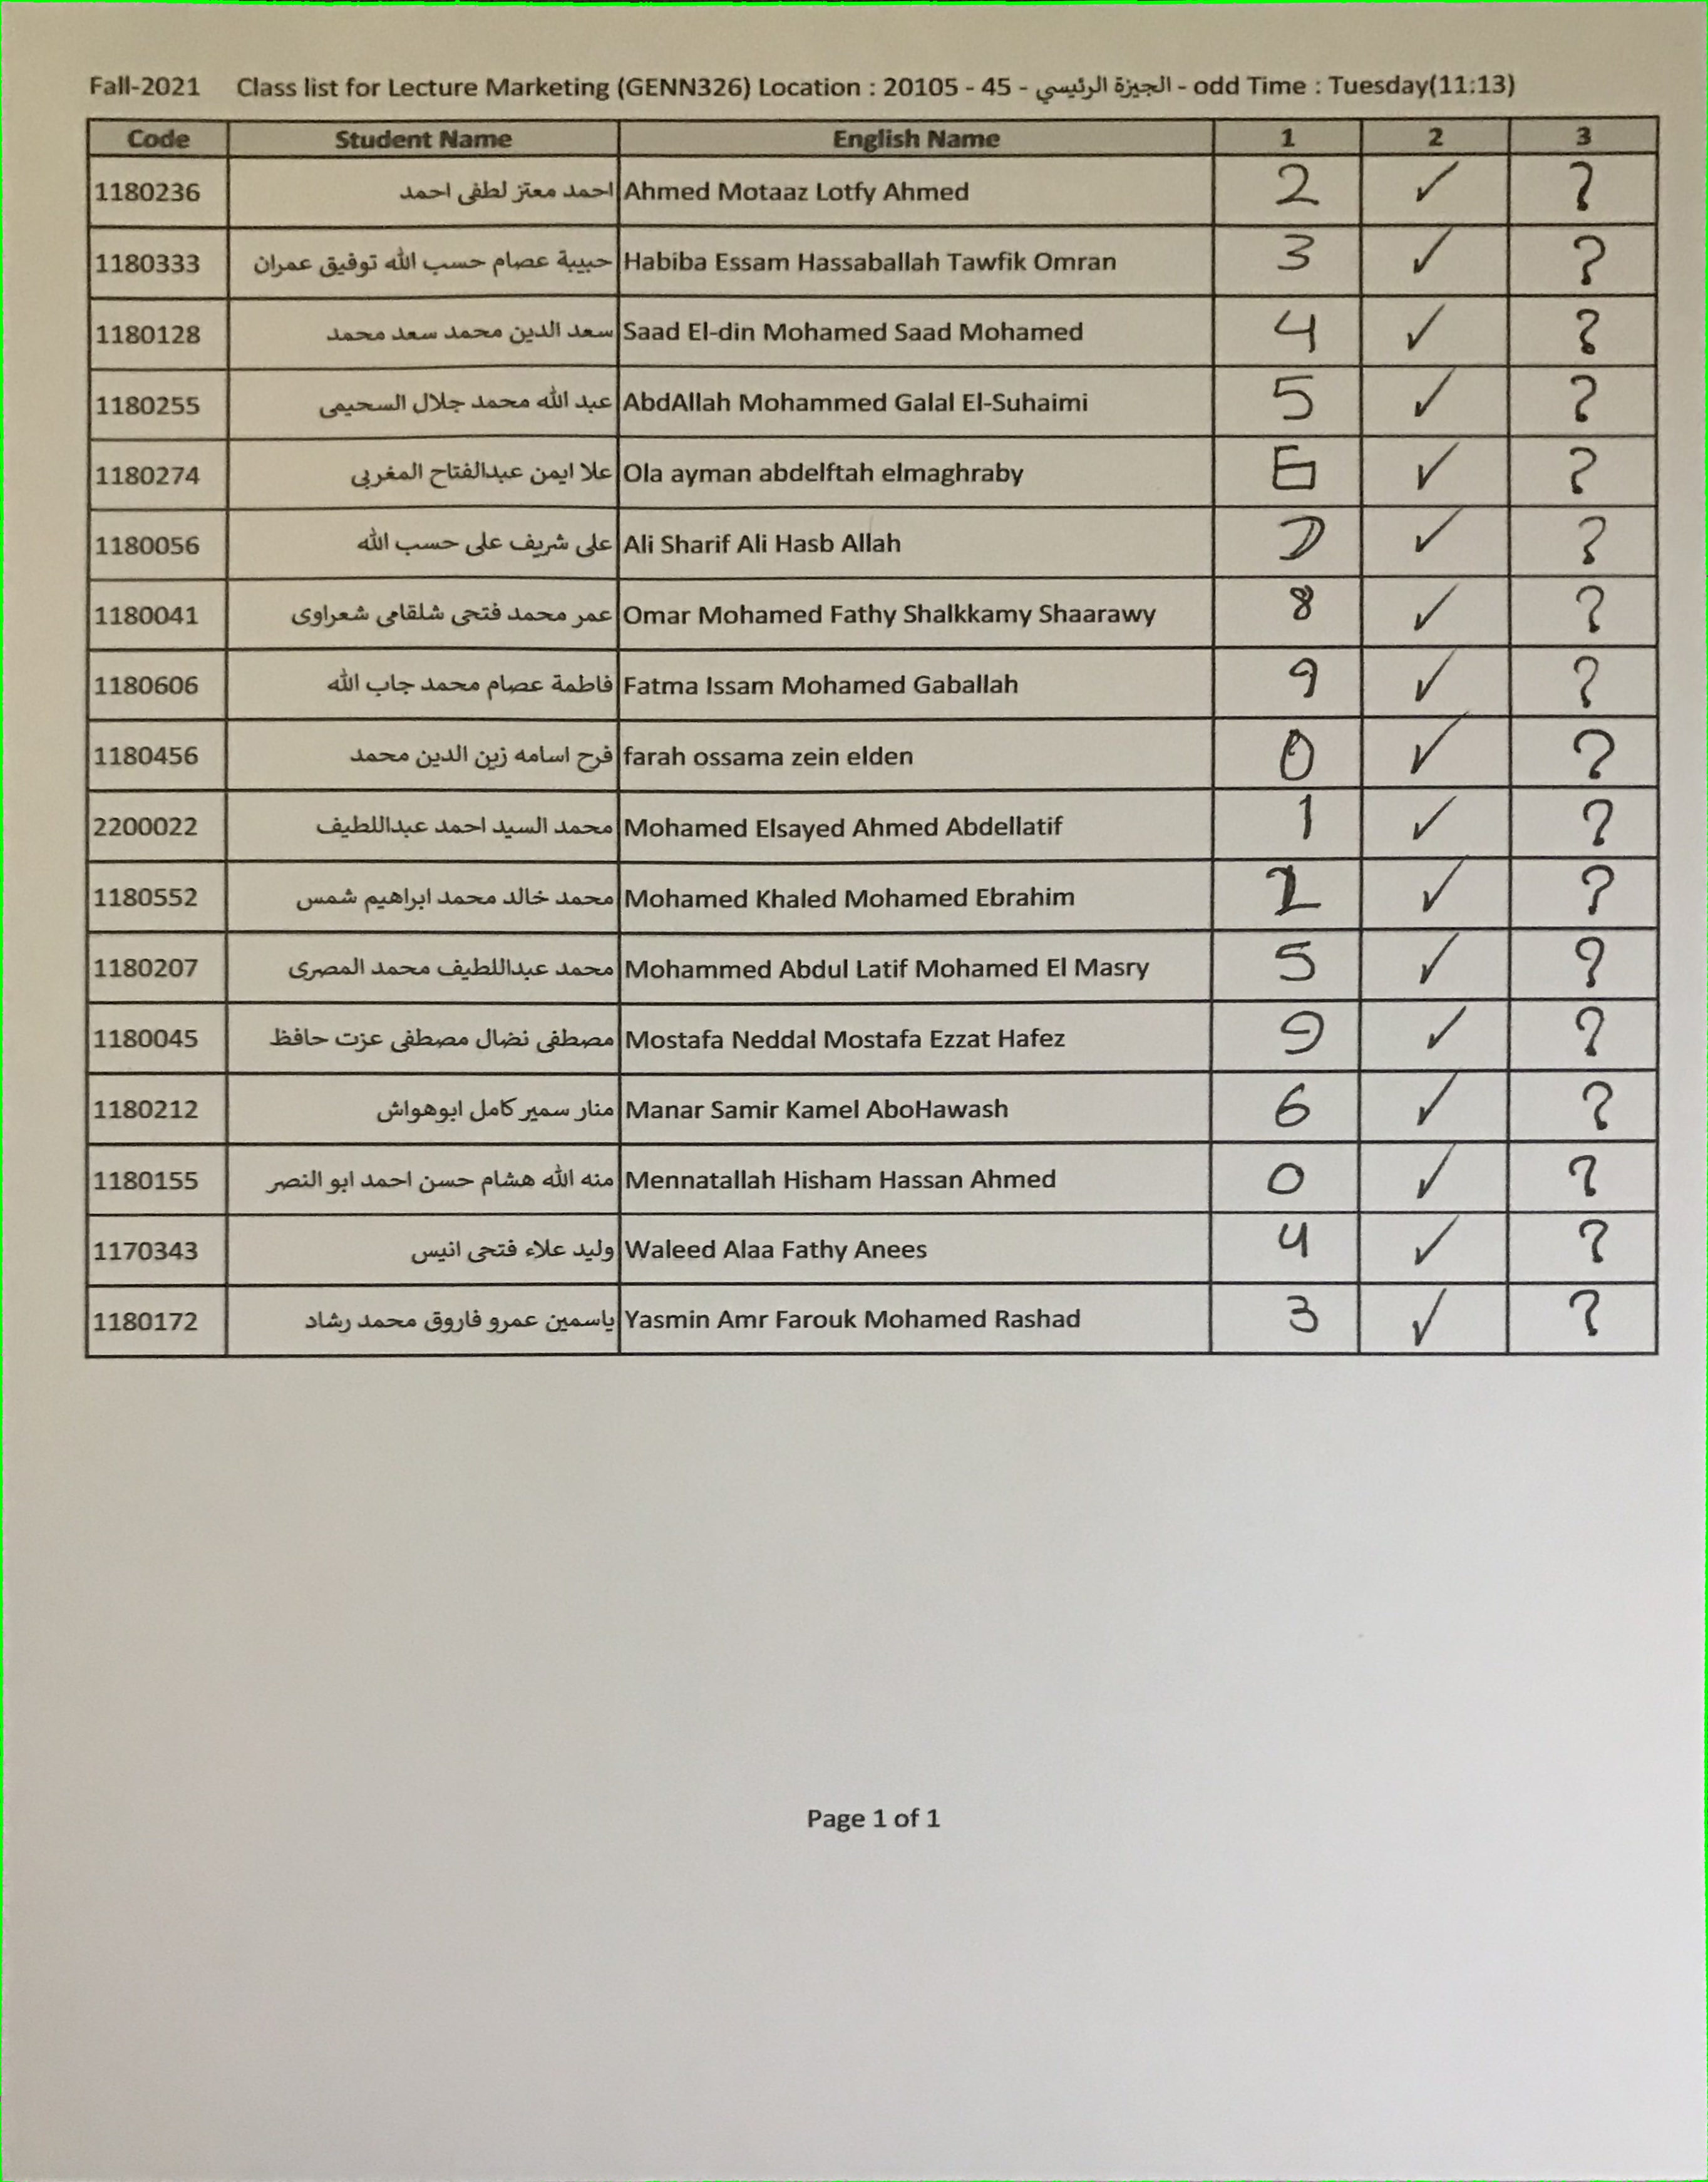 Fall-2021 Class list for Lecture Marketing (GENN326) Location : 20105 - 45 - الجيزة الرئيسي - odd Time : Tuesday(11:13)
Code Student Name English Name 1 2 3
1180236 احمد معتز لطفى احمد Ahmed Motaaz Lotfy Ahmed 2 ✓ ?
1180333 حبيبة عصام حسب الله توفيق عمران Habiba Essam Hassaballah Tawfik Omran 3 ✓ ?
1180128 سعد الدين محمد سعد محمد Saad El-din Mohamed Saad Mohamed 4 ✓ ?
1180255 عبد الله محمد جلال السحيمى AbdAllah Mohammed Galal El-Suhaimi 5 ✓ ?
1180274 علا ايمن عبدالفتاح المغربى Ola ayman abdelftah elmaghraby 6 ✓ ?
1180056 على شريف على حسب الله Ali Sharif Ali Hasb Allah 7 ✓ ?
1180041 عمر محمد فتحى شلقامى شعراوى Omar Mohamed Fathy Shalkkamy Shaarawy 8 ✓ ?
1180606 فاطمة عصام محمد جاب الله Fatma Issam Mohamed Gaballah 9 ✓ ?
1180456 فرح اسامه زين الدين محمد farah ossama zein elden 0 ✓ ?
2200022 محمد السيد احمد عبداللطيف Mohamed Elsayed Ahmed Abdellatif 1 ✓ ?
1180552 محمد خالد محمد ابراهيم شمس Mohamed Khaled Mohamed Ebrahim 2 ✓ ?
1180207 محمد عبداللطيف محمد المصرى Mohammed Abdul Latif Mohamed El Masry 5 ✓ ?
1180045 مصطفى نضال مصطفى عزت حافظ Mostafa Neddal Mostafa Ezzat Hafez 9 ✓ ?
1180212 منار سمير كامل ابوهواش Manar Samir Kamel AboHawash 6 ✓ ?
1180155 منه الله هشام حسن احمد ابو النصر Mennatallah Hisham Hassan Ahmed 0 ✓ ?
1170343 وليد علاء فتحى انيس Waleed Alaa Fathy Anees 4 ✓ ?
1180172 ياسمين عمرو فاروق محمد رشاد Yasmin Amr Farouk Mohamed Rashad 3 ✓ ?
Page 1 of 1